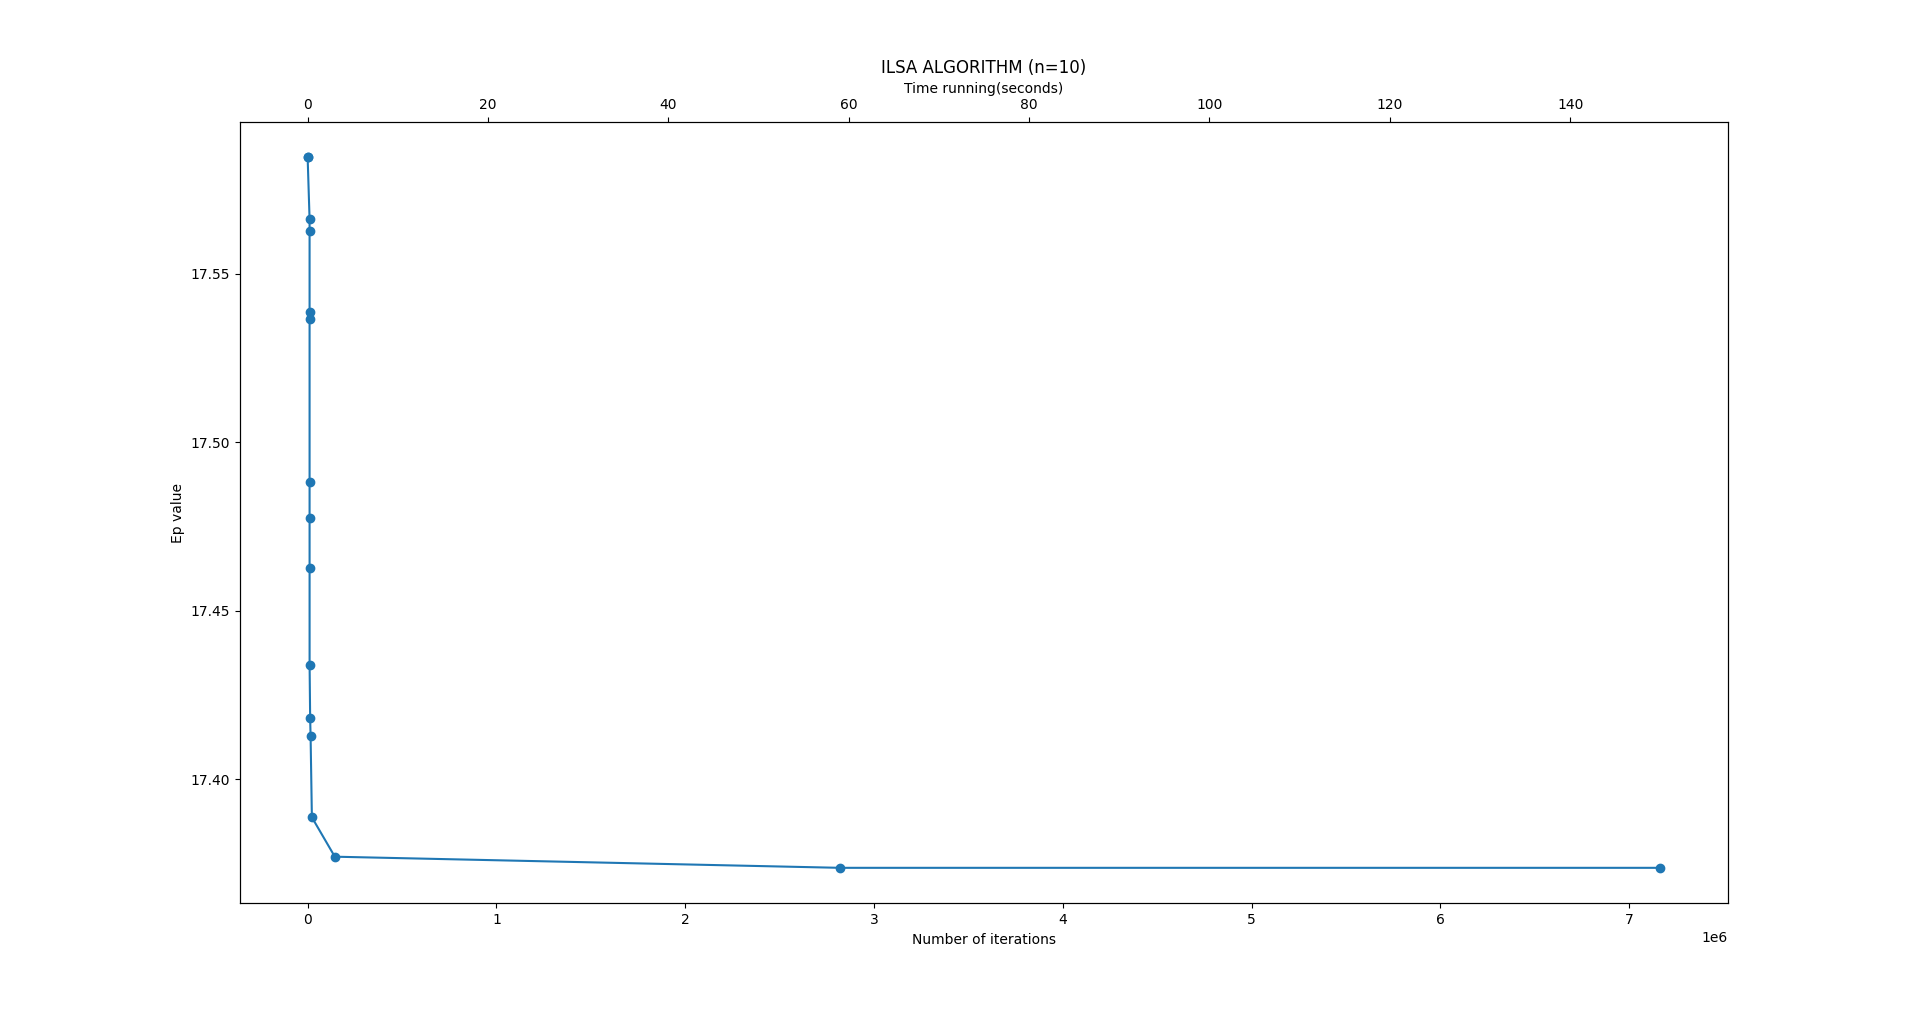 ILSA ALGORITHM (n=10)
Time running(seconds)
0 20 40 60 80 100 120 140
17.55
17.50
Ep value
17.45
17.40
0 1 2 3 4 5 6 7
Number of iterations
1e6